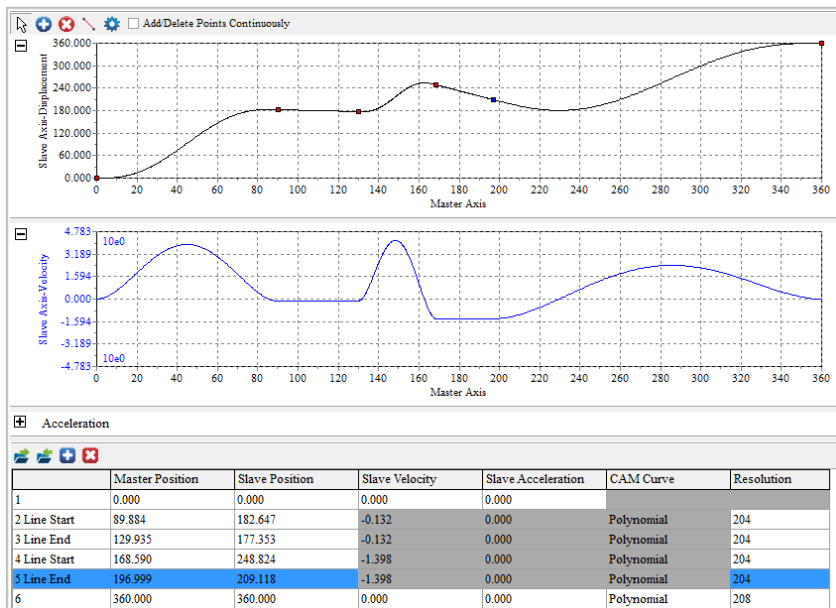 Add/Delete Points Continuously
360.000
300.000
240.000
180.000
120.000
60.000
0.000
Slave Axis-Displacement
0 20 40 60 80 100 120 140 160 180 200 220 240 260 280 300 320 340 360
Master Axis
4.783
3.189
1.594
0.000
-1.594
-3.189
-4.783
10e0
10e0
Slave Axis-Velocity
0 20 40 60 80 100 120 140 160 180 200 220 240 260 280 300 320 340 360
Master Axis
Acceleration
Master Position Slave Position Slave Velocity Slave Acceleration CAM Curve Resolution
1 0.000 0.000 0.000 0.000
2 Line Start 89.884 182.647 -0.132 0.000 Polynomial 204
3 Line End 129.935 177.353 -0.132 0.000 Polynomial 204
4 Line Start 168.590 248.824 -1.398 0.000 Polynomial 204
5 Line End 196.999 209.118 -1.398 0.000 Polynomial 204
6 360.000 360.000 0.000 0.000 Polynomial 208